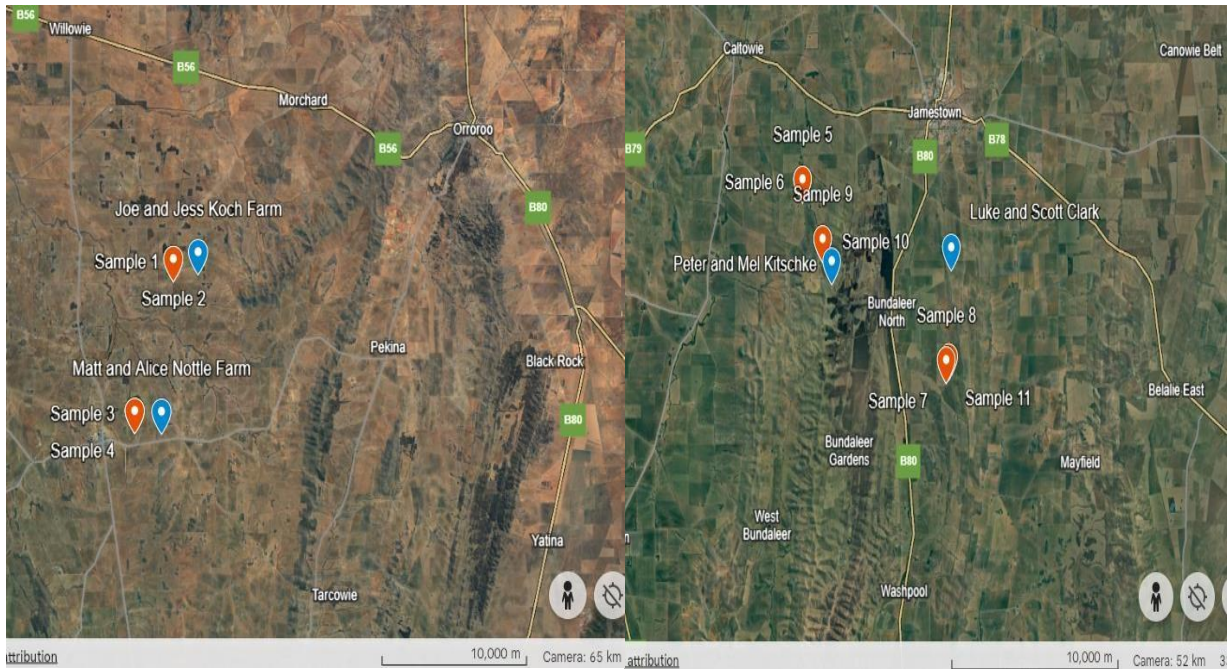 B56
Willowie
B56
Morchard
Orroroo
B56
B80
Joe and Jess Koch Farm
Sample 1
Sample 2
Pekina
Black Rock
Matt and Alice Nottle Farm
Sample 3
Sample 4
B80
Yatina
Tarcowie
ttribution
10,000 m
Camera: 65 km
Caltowie
Canowie Belt
Jamestown
B79
B78
Sample 5
B80
Sample 6
Sample 9
Luke and Scott Clark
Sample 10
Peter and Mel Kitschke
Bundaleer
North
Sample 8
Sample 7
Sample 11
Belalie East
Bundaleer
Gardens
B80
Mayfield
West
Bundaleer
Washpool
attribution
10,000 m
Camera: 52 km
3